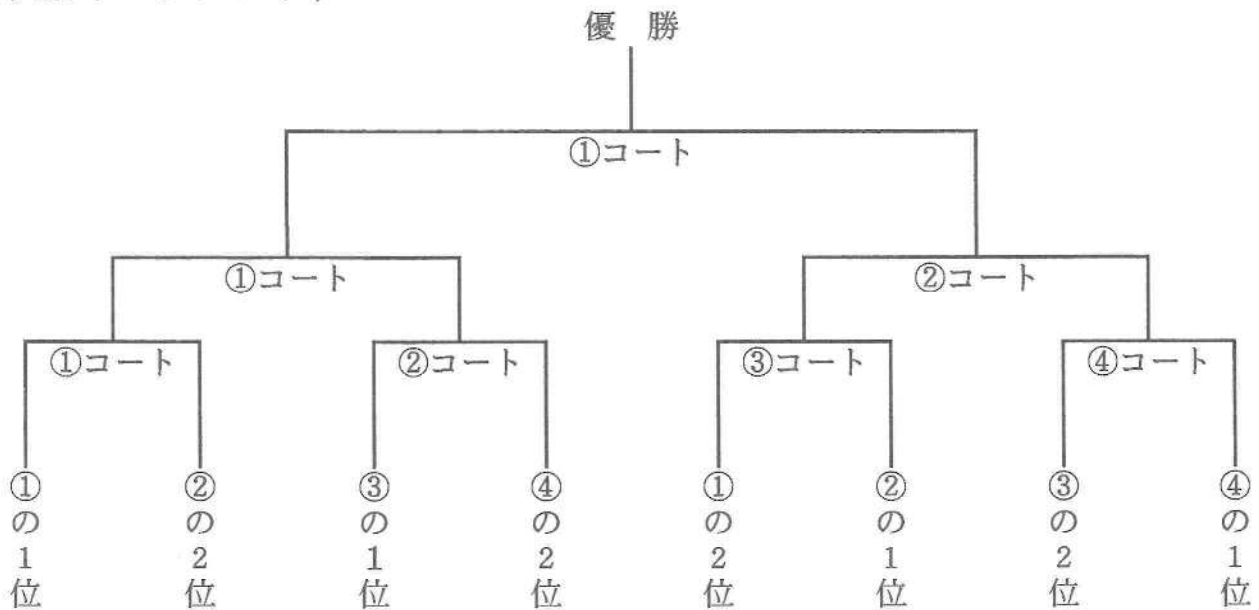 優 勝
①コート
①コート
②コート
①コート
②コート
③コート
④コート
①の1位
②の2位
③の1位
④の2位
①の2位
②の1位
③の2位
④の1位